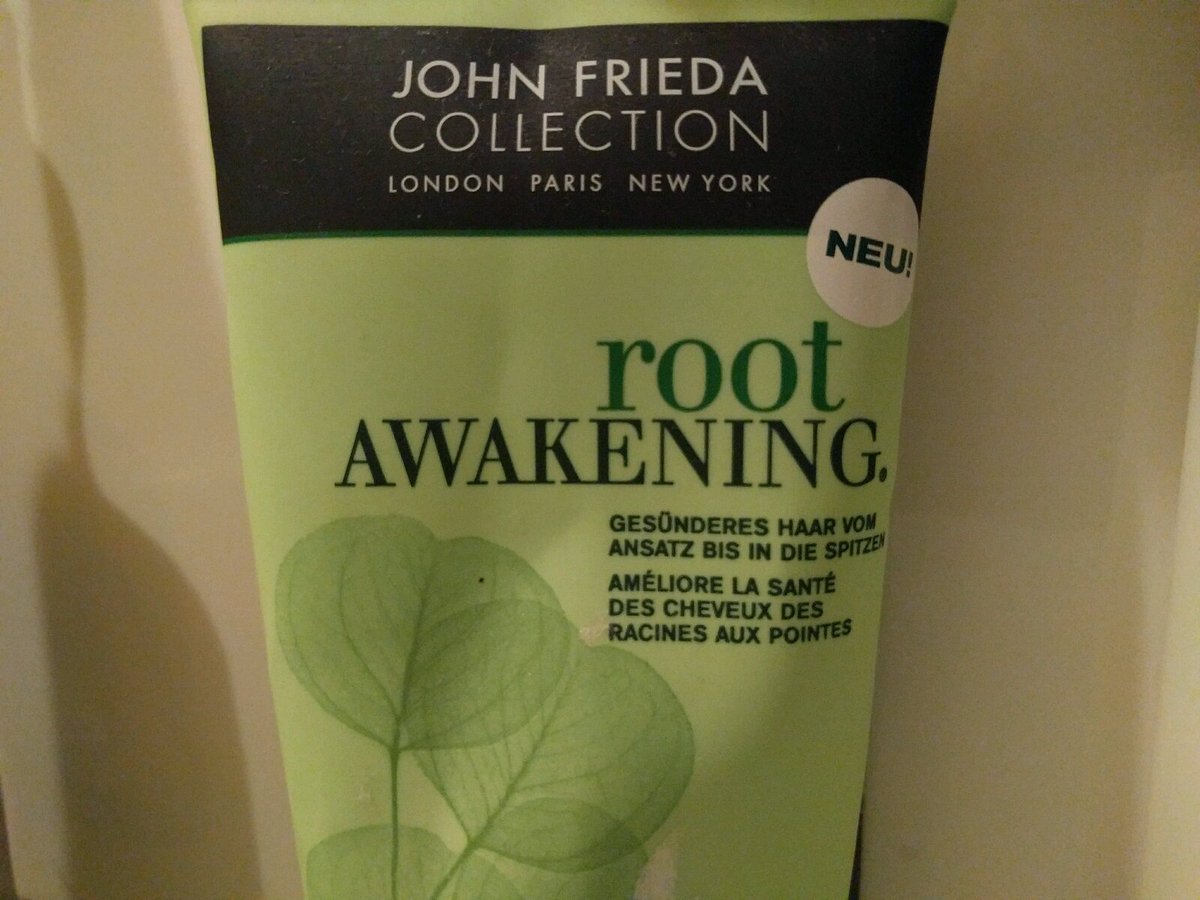 JOHN FRIEDA
COLLECTION
LONDON PARIS NEW YORK
NEU!
root
AWAKENING.
GESÜNDERES HAAR VOM
ANSATZ BIS IN DIE SPITZEN
AMÉLIORE LA SANTÉ
DES CHEVEUX DES
RACINES AUX POINTES